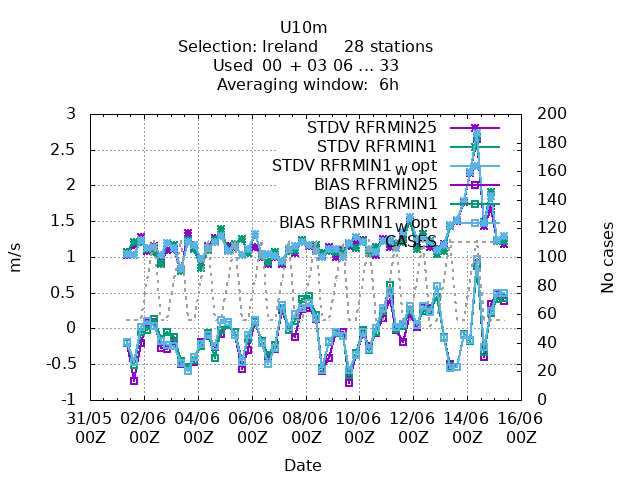 U10m
Selection: Ireland 28 stations
Used 00 + 03 06 ... 33
Averaging window: 6h
3
2.5
2
1.5
1
0.5
0
-0.5
-1
m/s
200
180
160
140
120
100
80
60
40
20
0
No cases
STDV RFRMIN25
STDV RFRMIN1
STDV RFRMIN1wopt
BIAS RFRMIN25
BIAS RFRMIN1
BIAS RFRMIN1wopt
CASES
31/05 02/06 04/06 06/06 08/06 10/06 12/06 14/06 16/06
00Z 00Z 00Z 00Z 00Z 00Z 00Z 00Z 00Z
Date